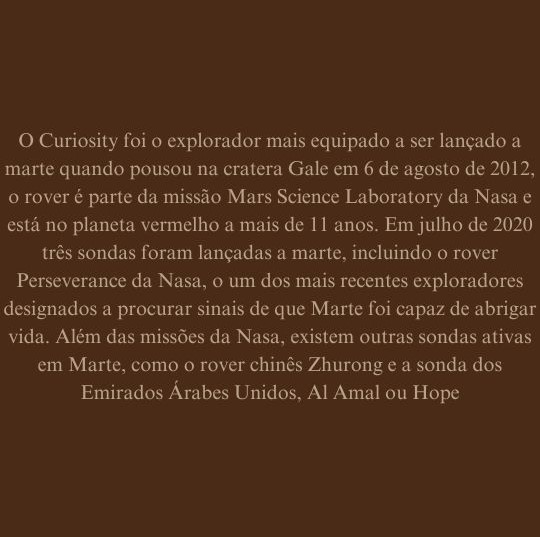 O Curiosity foi o explorador mais equipado a ser lançado a
marte quando pousou na cratera Gale em 6 de agosto de 2012,
o rover é parte da missão Mars Science Laboratory da Nasa e
está no planeta vermelho a mais de 11 anos. Em julho de 2020
três sondas foram lançadas a marte, incluindo o rover
Perseverance da Nasa, o um dos mais recentes exploradores
designados a procurar sinais de que Marte foi capaz de abrigar
vida. Além das missões da Nasa, existem outras sondas ativas
em Marte, como o rover chinês Zhurong e a sonda dos
Emirados Árabes Unidos, Al Amal ou Hope